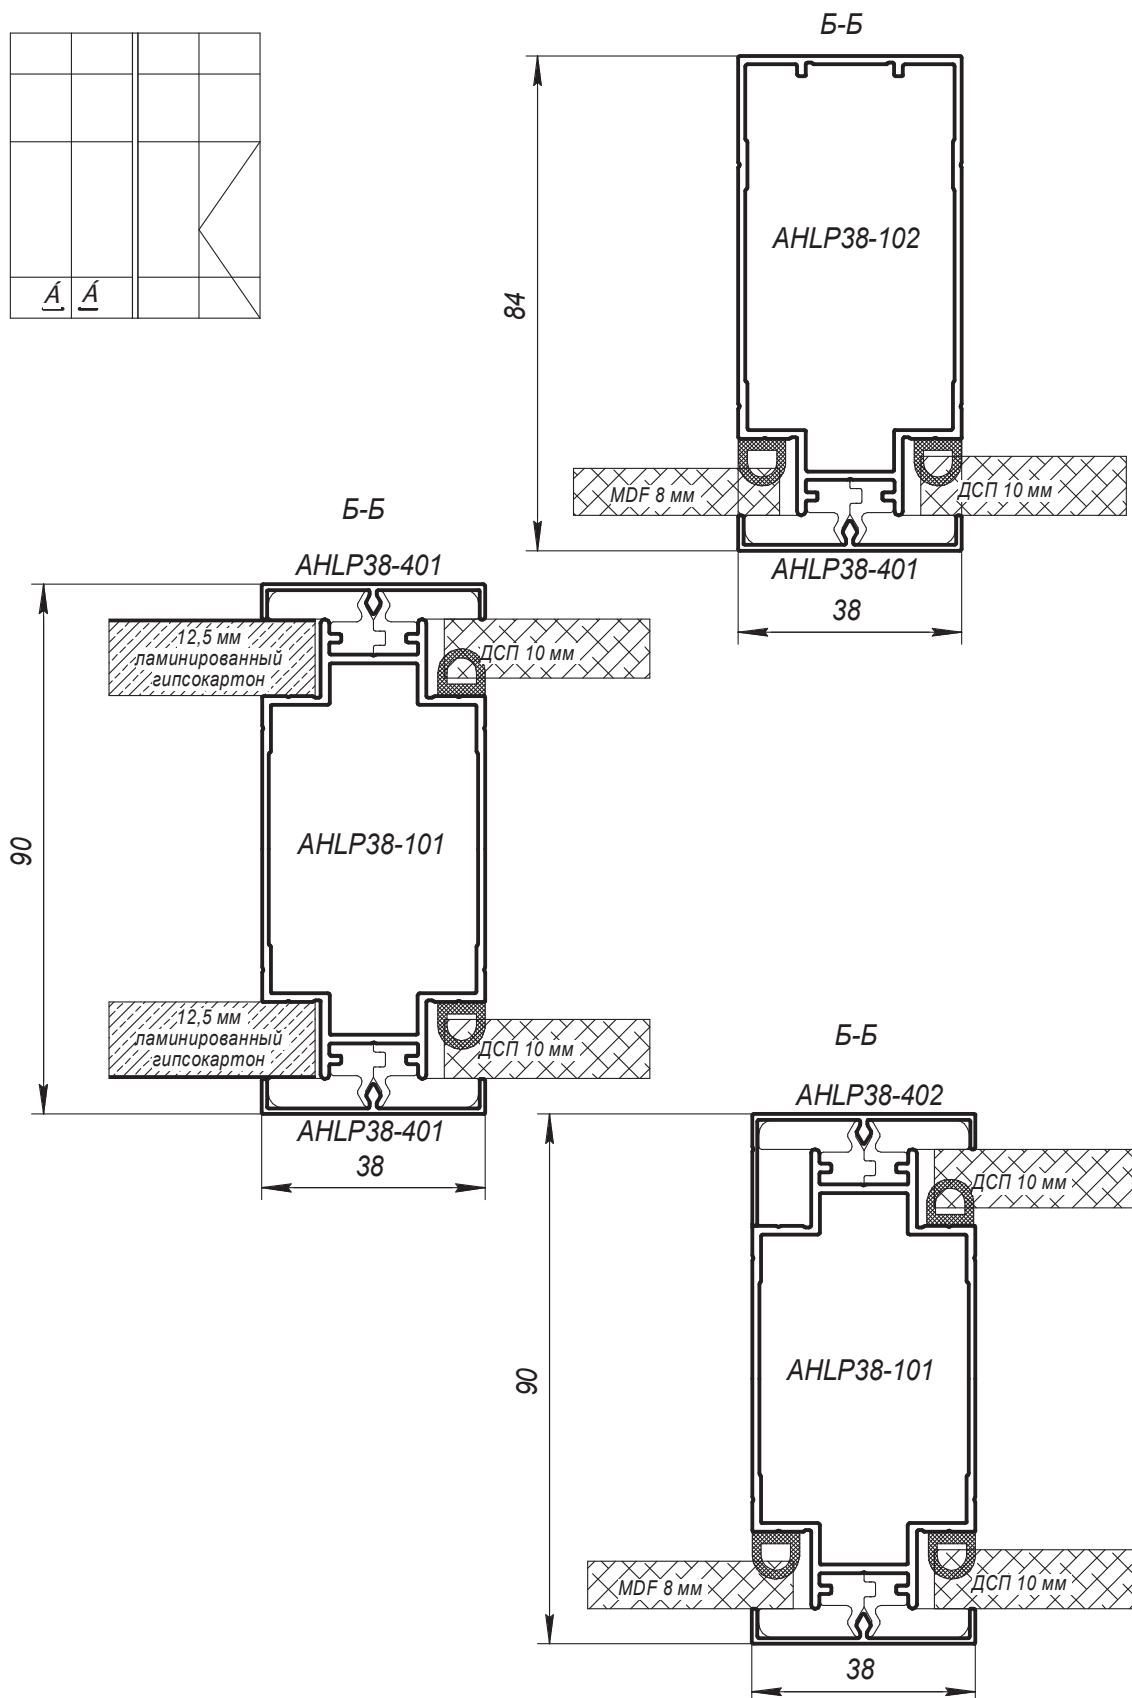 Б-Б
AHLP38-102
84
MDF 8 мм
ДСП 10 мм
AHLP38-401
38
Á Á
Б-Б
AHLP38-401
12,5 мм
ламинированный
гипсокартон
ДСП 10 мм
AHLP38-101
90
12,5 мм
ламинированный
гипсокартон
ДСП 10 мм
AHLP38-401
38
Б-Б
AHLP38-402
ДСП 10 мм
AHLP38-101
90
MDF 8 мм
ДСП 10 мм
38